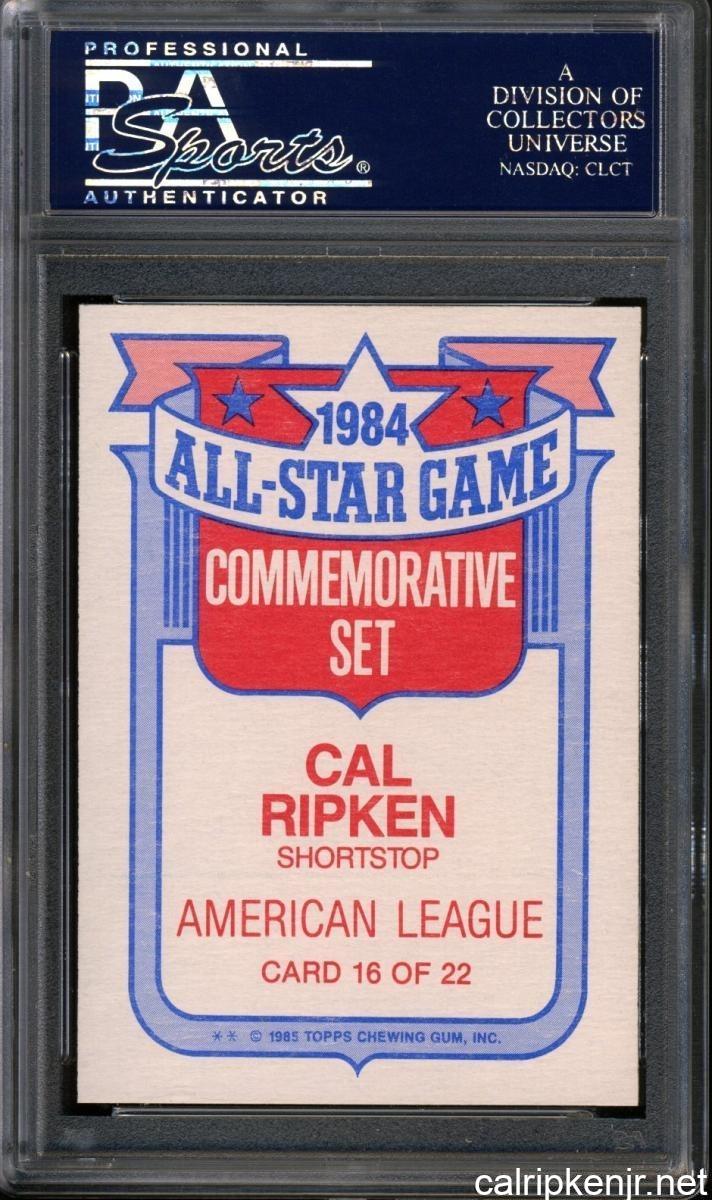 PROFESSIONAL
PSA
Sports®
AUTHENTICATOR
A
DIVISION OF
COLLECTORS
UNIVERSE
NASDAQ: CLCT
1984
ALL-STAR GAME
COMMEMORATIVE
SET
CAL
RIPKEN
SHORTSTOP
AMERICAN LEAGUE
CARD 16 OF 22
** © 1985 TOPPS CHEWING GUM, INC.
calripkenjr.net